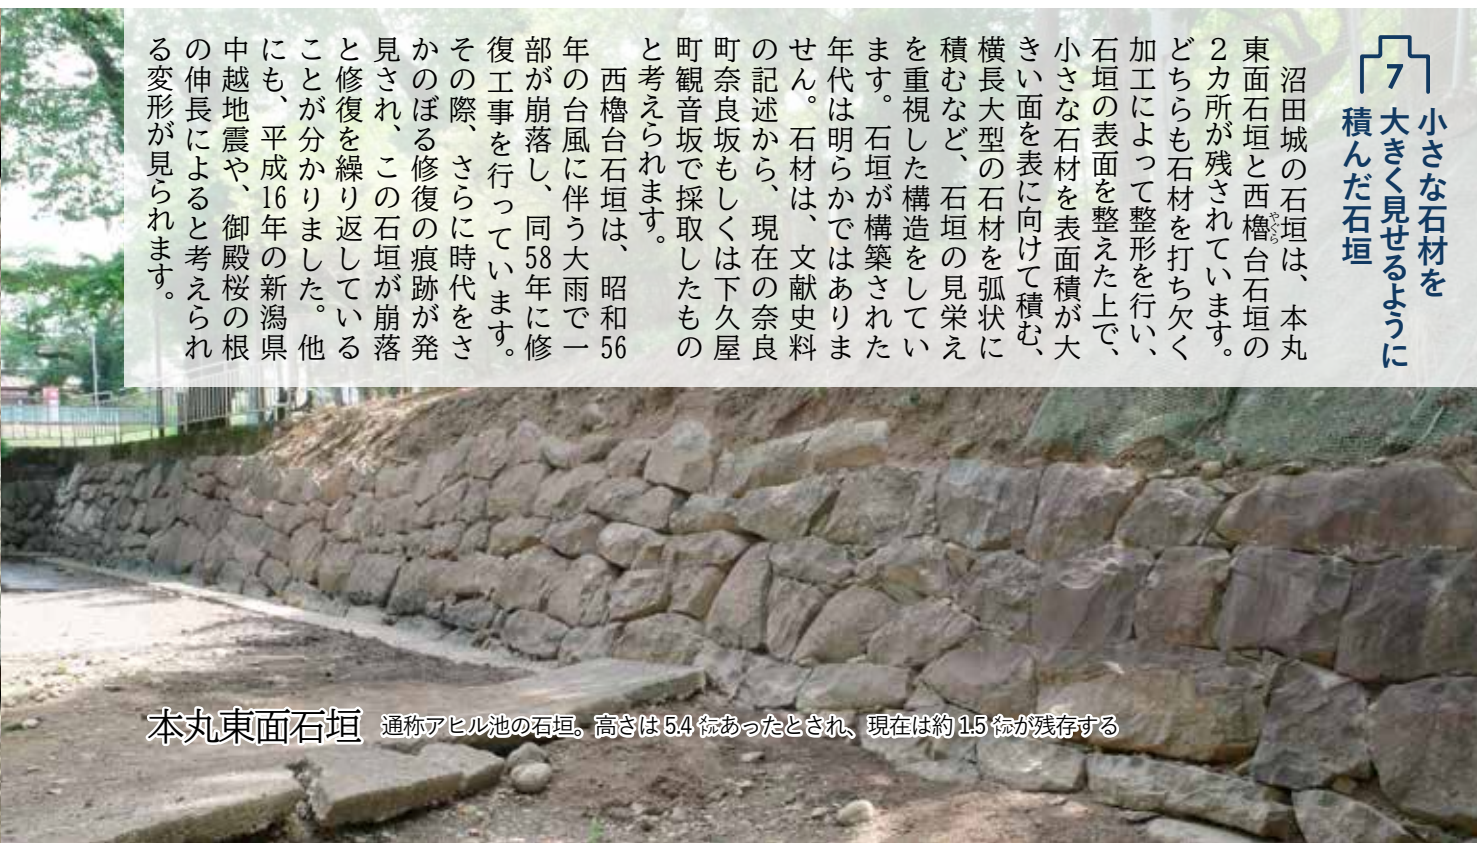 7
小さな石材を
大きく見せるように
積んだ石垣
沼田城の石垣は、本丸
東面石垣と西櫓台石垣の
やぐら
２カ所が残されています。
どちらも石材を打ち欠く
加工によって整形を行い、
石垣の表面を整えた上で、
小さな石材を表面積が大
きい面を表に向けて積む、
横長大型の石材を弧状に
積むなど、石垣の見栄え
を重視した構造をしてい
ます。石垣が構築された
年代は明らかではありま
せん。石材は、文献史料
の記述から、現在の奈良
町奈良坂もしくは下久屋
町観音坂で採取したもの
と考えられます。
西櫓台石垣は、昭和56
年の台風に伴う大雨で一
部が崩落し、同58年に修
復工事を行っています。
その際、さらに時代をさ
かのぼる修復の痕跡が発
見され、この石垣が崩落
と修復を繰り返している
ことが分かりました。他
にも、平成16年の新潟県
中越地震や、御殿桜の根
の伸長によると考えられ
る変形が見られます。
本丸東面石垣 通称アヒル池の石垣。高さは5.4㍍あったとされ、現在は約1.5㍍が残存する